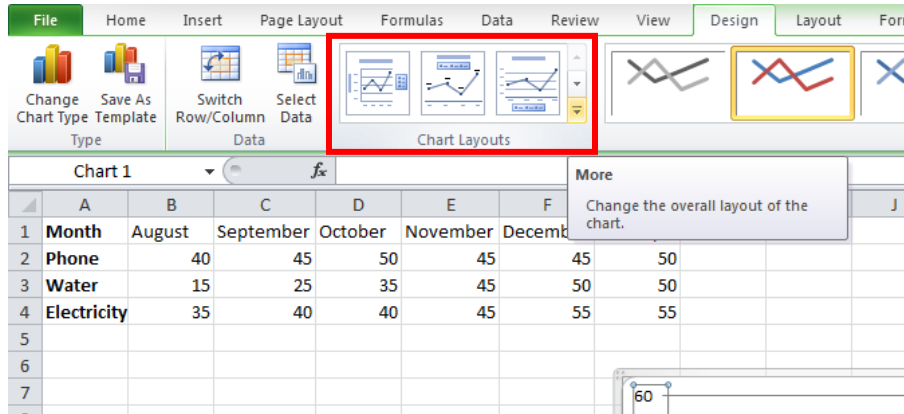 File Home Insert Page Layout Formulas Data Review View Design Layout For
Change Chart Type
Save As Template
Switch Row/Column
Select Data
Type Data Chart Layouts
Chart 1 fx
More
Change the overall layout of the
chart.
A B C D E F J
1 Month August September October November Decemb
2 Phone 40 45 50 45 45 50
3 Water 15 25 35 45 50 50
4 Electricity 35 40 40 45 55 55
5
6
7
60